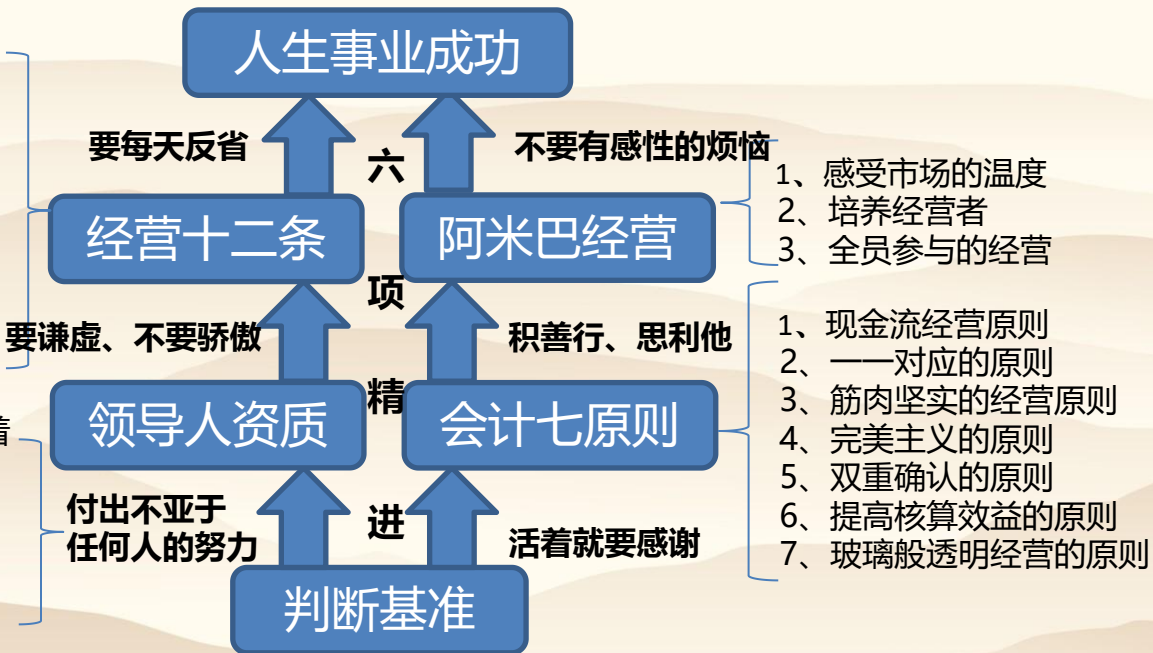 人生事业成功
要每天反省
不要有感性的烦恼
六
项
精
进
经营十二条
阿米巴经营
1、感受市场的温度
2、培养经营者
3、全员参与的经营
要谦虚、不要骄傲
积善行、思利他
领导人资质
会计七原则
1、现金流经营原则
2、一一对应的原则
3、筋肉坚实的经营原则
4、完美主义的原则
5、双重确认的原则
6、提高核算效益的原则
7、玻璃般透明经营的原则
付出不亚于
任何人的努力
活着就要感谢
判断基准